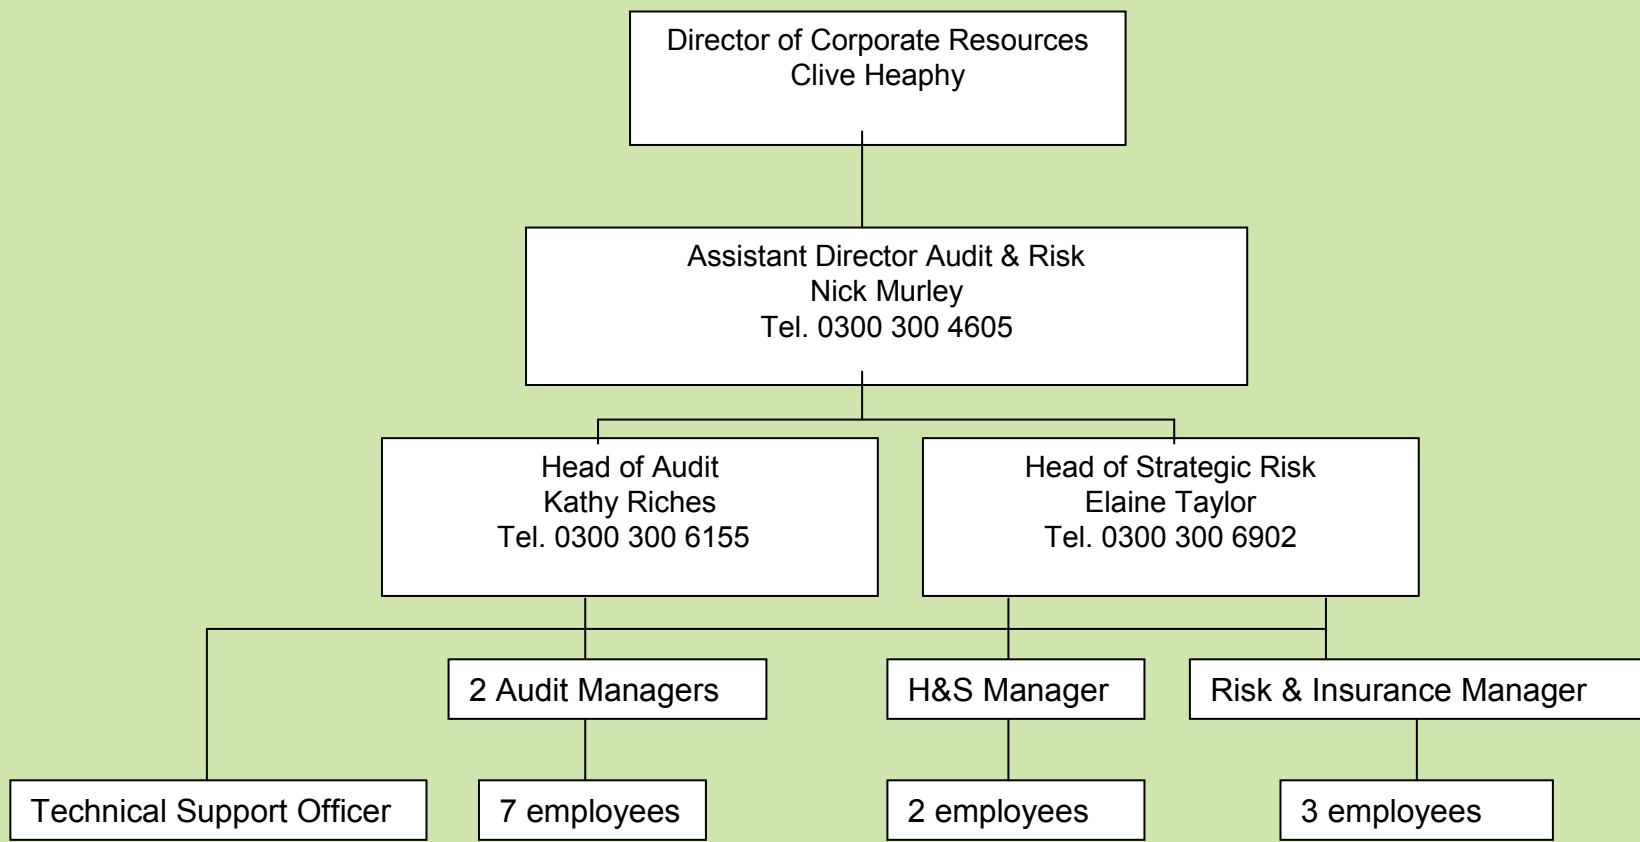 Director of Corporate Resources
Clive Heaphy
Assistant Director Audit & Risk
Nick Murley
Tel. 0300 300 4605
Head of Audit
Kathy Riches
Tel. 0300 300 6155
Head of Strategic Risk
Elaine Taylor
Tel. 0300 300 6902
2 Audit Managers
H&S Manager
Risk & Insurance Manager
Technical Support Officer
7 employees
2 employees
3 employees